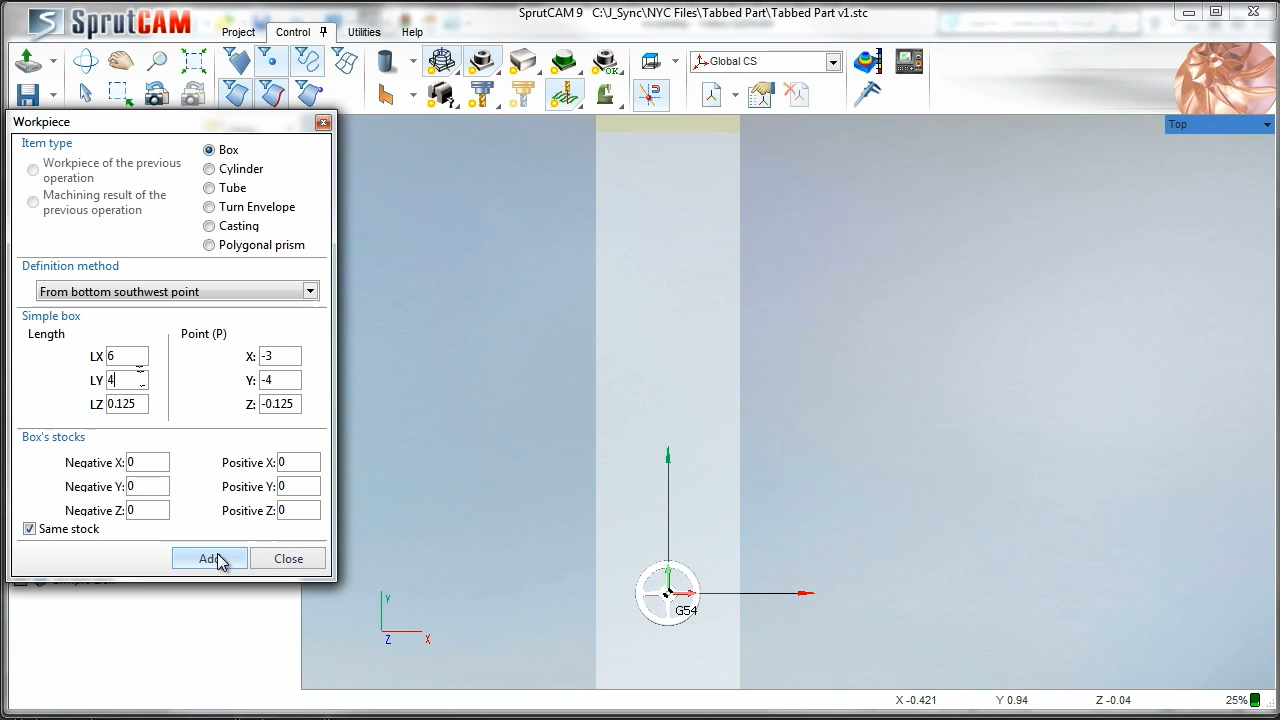 SprutCAM
SprutCAM 9 C:\J_Sync\NYC Files\Tabbed Part\Tabbed Part v1.stc
Project Control Utilities Help
OK
Global CS
Workpiece
Item type
Workpiece of the previous operation
Machining result of the previous operation
Box
Cylinder
Tube
Turn Envelope
Casting
Polygonal prism
Definition method
From bottom southwest point
Simple box
Length Point (P)
LX 6 X: -3
LY 4 Y: -4
LZ 0.125 Z: -0.125
Box's stocks
Negative X: 0 Positive X: 0
Negative Y: 0 Positive Y: 0
Negative Z: 0 Positive Z: 0
Same stock
Add Close
Top
G54
Y
Z X
X -0.421 Y 0.94 Z -0.04 25%